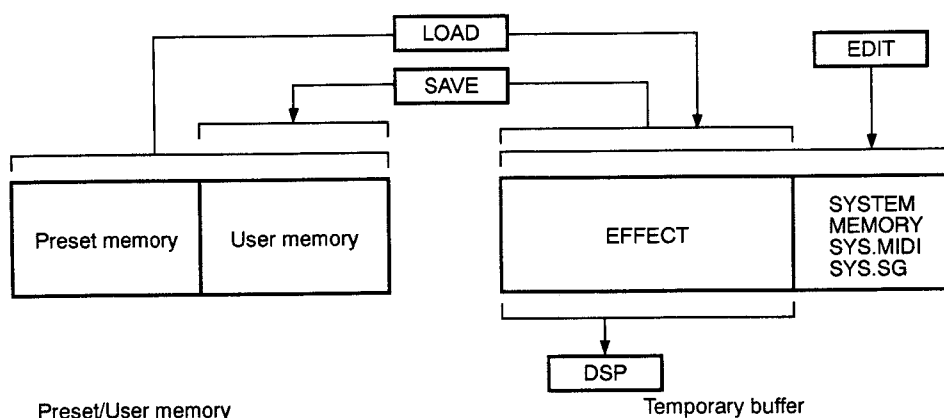 LOAD
EDIT
SAVE
Preset memory
User memory
EFFECT
SYSTEM
MEMORY
SYS.MIDI
SYS.SG
DSP
Preset/User memory
Temporary buffer